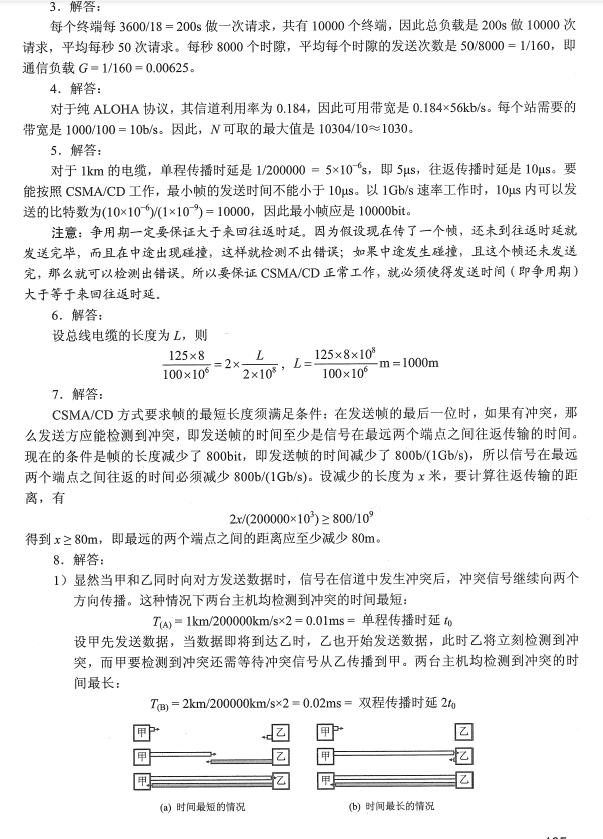 3. 解答:
每个终端每 3600/18 = 200s 做一次请求，共有 10000 个终端，因此总负载是 200s 做 10000 次
请求，平均每秒 50 次请求。每秒 8000 个时隙，平均每个时隙的发送次数是 50/8000 = 1/160，即
通信负载 G = 1/160 = 0.00625。
4. 解答:
对于纯 ALOHA 协议，其信道利用率为 0.184，因此可用带宽是 0.184×56kb/s。每个站需要的
带宽是 1000/100 = 10b/s。因此，N 可取的最大值是 10304/10≈1030。
5. 解答:
对于 1km 的电缆，单程传播时延是 1/200000 = 5×10⁻⁶s，即 5μs，往返传播时延是 10μs。要
能按照 CSMA/CD 工作，最小帧的发送时间不能小于 10μs。以 1Gb/s 速率工作时，10μs 内可以发
送的比特数为(10×10⁻⁶)/(1×10⁻⁹) = 10000，因此最小帧应是 10000bit。
注意：争用期一定要保证大于来回往返时延。因为假设现在传了一个帧，还未到往返时延就
发送完毕，而且在中途出现碰撞，这样就检测不出错误；如果中途发生碰撞，且这个帧还未发送
完，那么就可以检测出错误。所以要保证 CSMA/CD 正常工作，就必须使得发送时间（即争用期）
大于等于来回往返时延。
6. 解答:
设总线电缆的长度为 L，则
125×8/100×10⁶ = 2× L/2×10⁸ ，L = 125×8×10⁸/100×10⁶ m = 1000m
7. 解答:
CSMA/CD 方式要求帧的最短长度须满足条件：在发送帧的最后一位时，如果有冲突，那
么发送方应能检测到冲突，即发送帧的时间至少是信号在最远两个端点之间往返传输的时间。
现在的条件是帧的长度减少了 800bit，即发送帧的时间减少了 800b/(1Gb/s)，所以信号在最远
两个端点之间往返的时间必须减少 800b/(1Gb/s)。设减少的长度为 x 米，要计算往返传输的距
离，有
2x/(200000×10³) ≥ 800/10⁹
得到 x ≥ 80m，即最远的两个端点之间的距离应至少减少 80m。
8. 解答:
1）显然当甲和乙同时向对方发送数据时，信号在信道中发生冲突后，冲突信号继续向两个
方向传播。这种情况下两台主机均检测到冲突的时间最短:
T(A) = 1km/200000km/s×2 = 0.01ms = 单程传播时延 t₀
设甲先发送数据，当数据即将到达乙时，乙也开始发送数据，此时乙将立刻检测到冲
突，而甲要检测到冲突还需等待冲突信号从乙传播到甲。两台主机均检测到冲突的时
间最长:
T(B) = 2km/200000km/s×2 = 0.02ms = 双程传播时延 2t₀
甲 乙 甲 乙
甲 乙 甲 乙
甲 乙 甲 乙
(a) 时间最短的情况 (b) 时间最长的情况